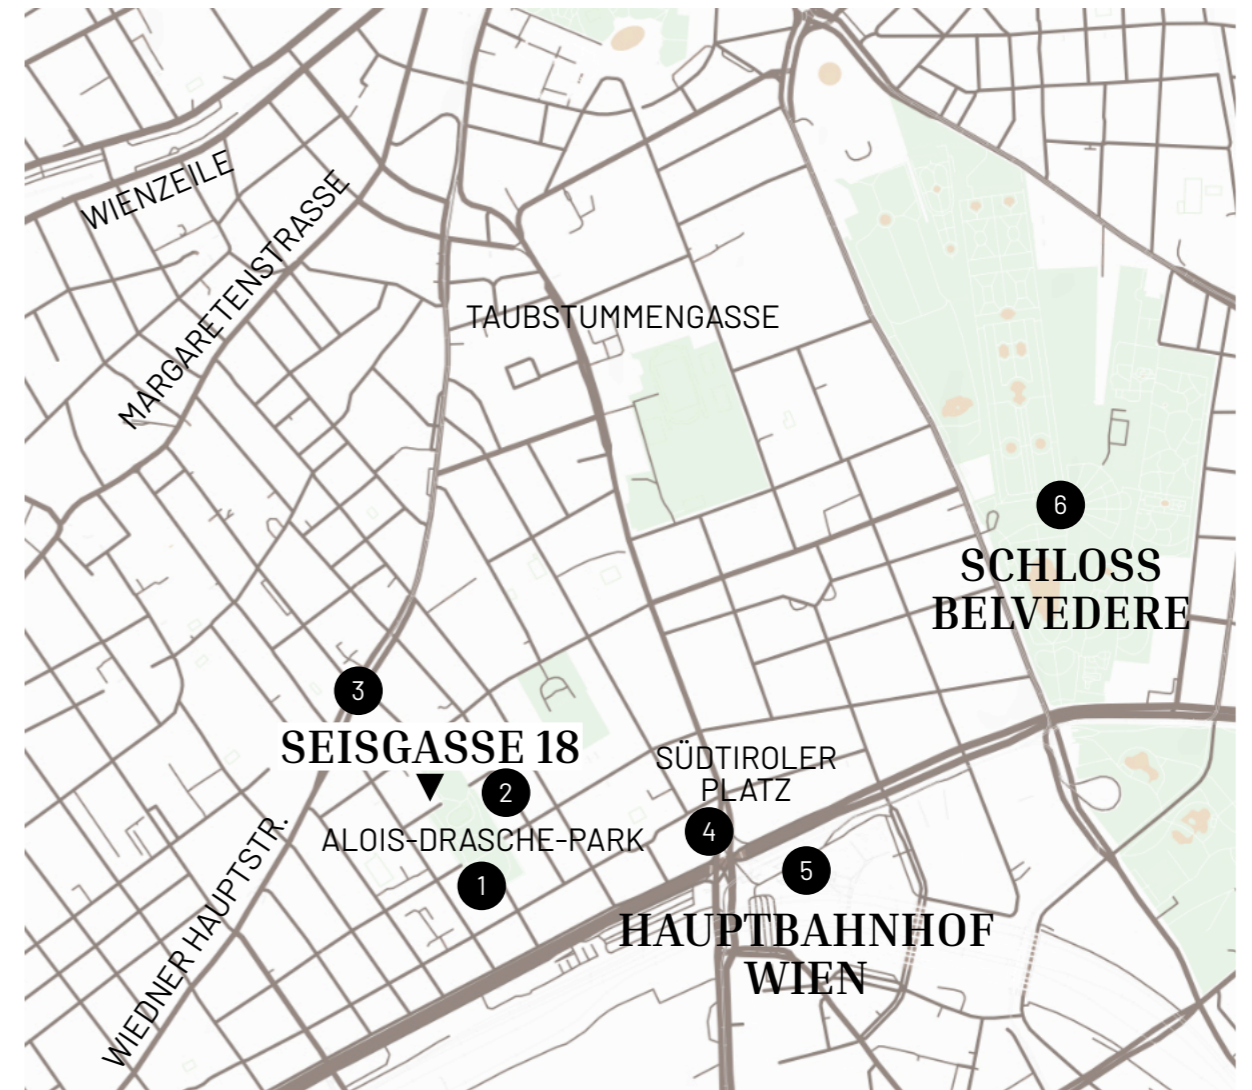 WIENZEILE
MARGARETENSTRASSE
TAUBSTUMMENGASSE
6
SCHLOSS
BELVEDERE
3
SEISGASSE 18
2
SÜDTIROLER
PLATZ
4
ALOIS-DRASCHE-PARK
1
5
HAUPTBAHNHOF
WIEN
WIEDNER HAUPTSTR.